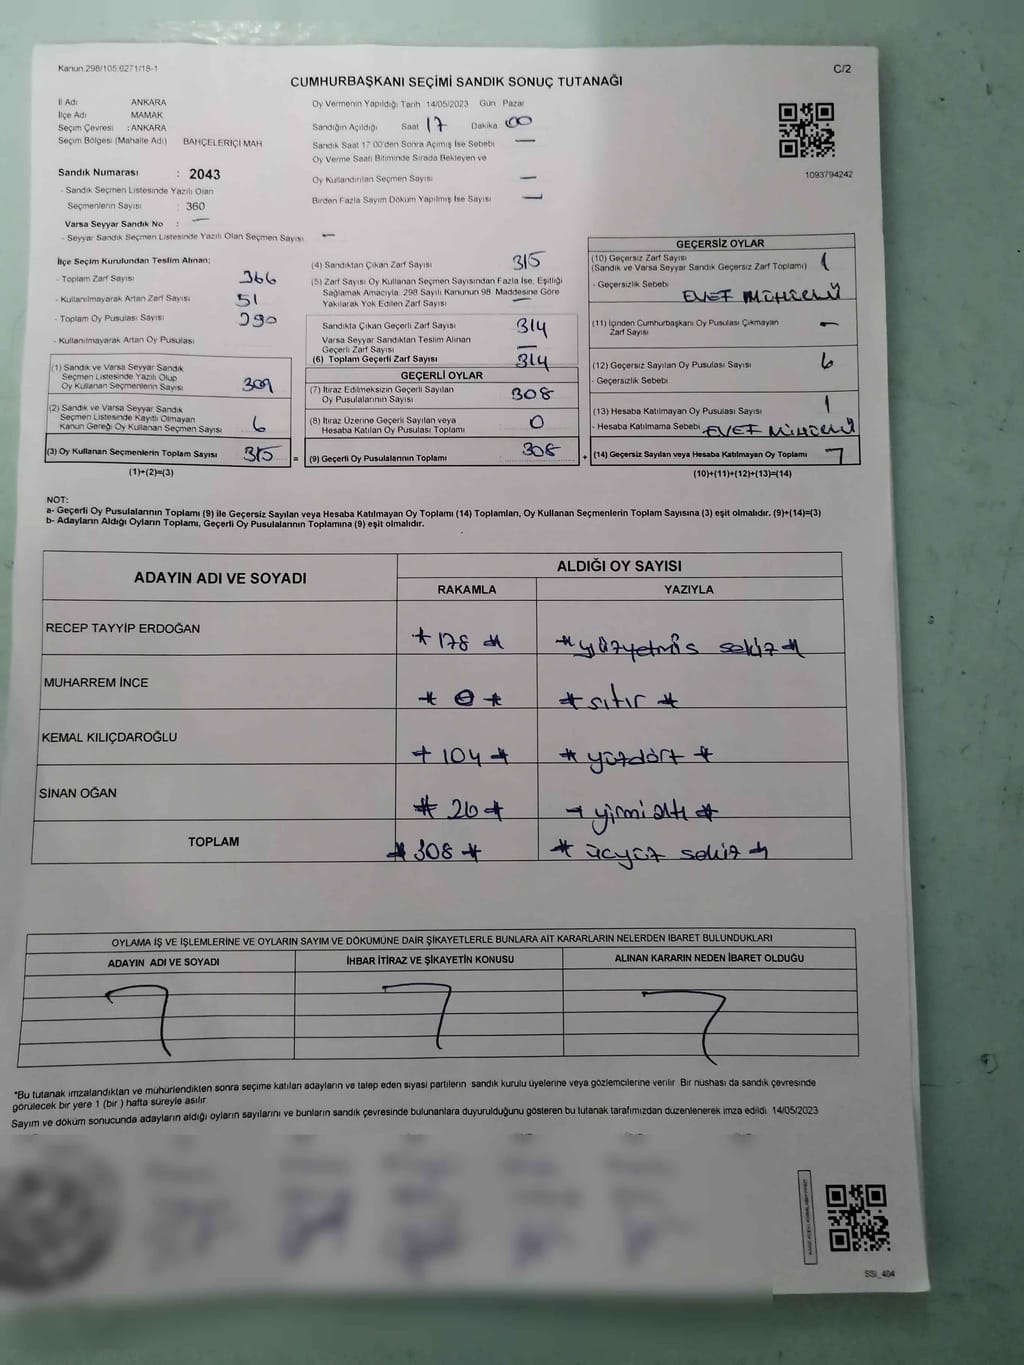 Kanun:298/105.6271/18-1
C/2
CUMHURBAŞKANI SEÇİMİ SANDIK SONUÇ TUTANAĞI
İl Adı ANKARA
İlçe Adı MAMAK
Seçim Çevresi : ANKARA
Seçim Bölgesi (Mahalle Adı) BAHÇELERİÇİ MAH
Sandık Numarası : 2043
- Sandık Seçmen Listesinde Yazılı Olan
Seçmenlerin Sayısı : 360
Varsa Seyyar Sandık No : —
- Seyyar Sandık Seçmen Listesinde Yazılı Olan Seçmen Sayısı —
Oy Vermenin Yapıldığı Tarih 14/05/2023 Gün Pazar
Sandığın Açıldığı Saat 17 Dakika 00
Sandık Saat 17:00'den Sonra Açılmış İse Sebebi —
Oy Verme Saati Bitiminde Sırada Bekleyen ve
Oy Kullandırılan Seçmen Sayısı —
Birden Fazla Sayım Döküm Yapılmış İse Sayısı —
1093794242
İlçe Seçim Kurulundan Teslim Alınan;
- Toplam Zarf Sayısı 366
- Kullanılmayarak Artan Zarf Sayısı 51
- Toplam Oy Pusulası Sayısı 390
- Kullanılmayarak Artan Oy Pusulası
(1) Sandık ve Varsa Seyyar Sandık
Seçmen Listesinde Yazılı Olup
Oy Kullanan Seçmenlerin Sayısı 309
(2) Sandık ve Varsa Seyyar Sandık
Seçmen Listesinde Kayıtlı Olmayan
Kanun Gereği Oy Kullanan Seçmen Sayısı 6
(3) Oy Kullanan Seçmenlerin Toplam Sayısı 315
(1)+(2)=(3)
(4) Sandıktan Çıkan Zarf Sayısı 315
(5) Zarf Sayısı Oy Kullanan Seçmen Sayısından Fazla İse, Eşitliği
Sağlamak Amacıyla, 298 Sayılı Kanunun 98. Maddesine Göre
Yakılarak Yok Edilen Zarf Sayısı —
Sandıkta Çıkan Geçerli Zarf Sayısı 314
Varsa Seyyar Sandıktan Teslim Alınan
Geçerli Zarf Sayısı —
(6) Toplam Geçerli Zarf Sayısı 314
GEÇERLİ OYLAR
(7) İtiraz Edilmeksizin Geçerli Sayılan
Oy Pusulalarının Sayısı 308
(8) İtiraz Üzerine Geçerli Sayılan veya
Hesaba Katılan Oy Pusulası Toplamı 0
= (9) Geçerli Oy Pusulalarının Toplamı 308
GEÇERSİZ OYLAR
(10) Geçersiz Zarf Sayısı 1
(Sandık ve Varsa Seyyar Sandık Geçersiz Zarf Toplamı)
- Geçersizlik Sebebi
EVET MÜHÜRLÜ
(11) İçinden Cumhurbaşkanı Oy Pusulası Çıkmayan
Zarf Sayısı —
(12) Geçersiz Sayılan Oy Pusulası Sayısı 6
- Geçersizlik Sebebi
(13) Hesaba Katılmayan Oy Pusulası Sayısı 1
- Hesaba Katılmama Sebebi EVET MÜHÜRLÜ
+ (14) Geçersiz Sayılan veya Hesaba Katılmayan Oy Toplamı 7
(10)+(11)+(12)+(13)=(14)
NOT:
a- Geçerli Oy Pusulalarının Toplamı (9) ile Geçersiz Sayılan veya Hesaba Katılmayan Oy Toplamı (14) Toplamları, Oy Kullanan Seçmenlerin Toplam Sayısına (3) eşit olmalıdır. (9)+(14)=(3)
b- Adayların Aldığı Oyların Toplamı, Geçerli Oy Pusulalarının Toplamına (9) eşit olmalıdır.
ADAYIN ADI VE SOYADI
ALDIĞI OY SAYISI
RAKAMLA YAZIYLA
RECEP TAYYİP ERDOĞAN * 178 * * yüzyetmiş sekiz *
MUHARREM İNCE * 0 * * sıfır *
KEMAL KILIÇDAROĞLU * 104 * * yüzdört *
SİNAN OĞAN * 26 * * yirmi altı *
TOPLAM * 308 * * üçyüz sekiz *
OYLAMA İŞ VE İŞLEMLERİNE VE OYLARIN SAYIM VE DÖKÜMÜNE DAİR ŞİKAYETLERLE BUNLARA AİT KARARLARIN NELERDEN İBARET BULUNDUKLARI
ADAYIN ADI VE SOYADI İHBAR İTİRAZ VE ŞİKAYETİN KONUSU ALINAN KARARIN NEDEN İBARET OLDUĞU
*Bu tutanak imzalandıktan ve mühürlendikten sonra seçime katılan adayların ve talep eden siyasi partilerin sandık kurulu üyelerine veya gözlemcilerine verilir. Bir nüshası da sandık çevresinde
görülecek bir yere 1 (bir ) hafta süreyle asılır.
Sayım ve döküm sonucunda adayların aldığı oyların sayılarını ve bunların sandık çevresinde bulunanlara duyurulduğunu gösteren bu tutanak tarafımızdan düzenlenerek imza edildi. 14/05/2023
SSİ_404